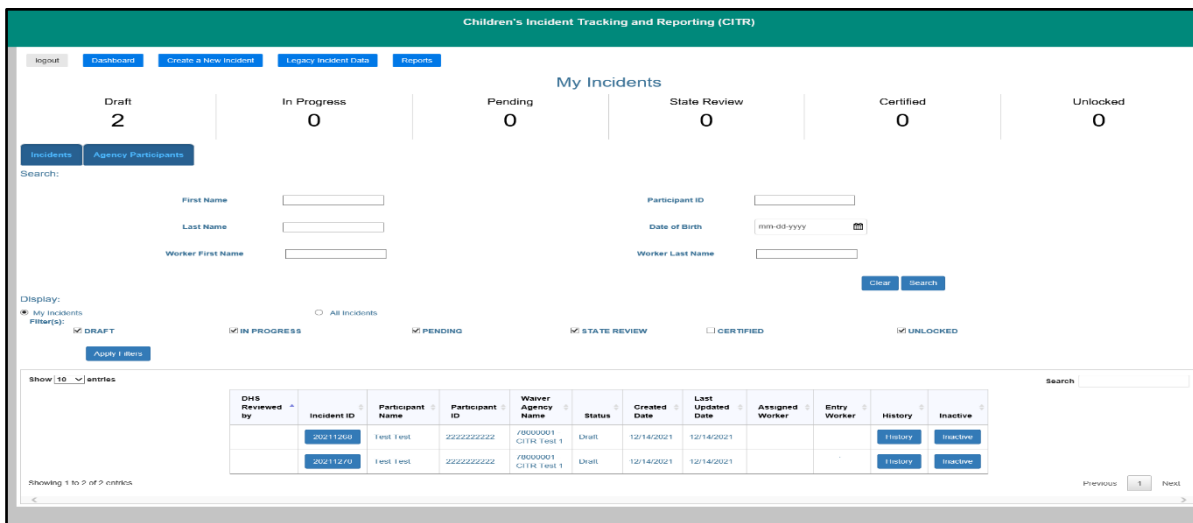 Children's Incident Tracking and Reporting (CITR)
logout Dashboard Create a New Incident Legacy Incident Data Reports
My Incidents
Draft In Progress Pending State Review Certified Unlocked
2 0 0 0 0 0
Incidents Agency Participants
Search:
First Name Participant ID
Last Name Date of Birth mm-dd-yyyy
Worker First Name Worker Last Name
Clear Search
Display:
My Incidents All Incidents
Filter(s):
DRAFT IN PROGRESS PENDING STATE REVIEW CERTIFIED UNLOCKED
Apply Filters
Show 10 entries Search
DHS Reviewed by Incident ID Participant Name Participant ID Waiver Agency Name Status Created Date Last Updated Date Assigned Worker Entry Worker History Inactive
20211268 Test Test 2222222222 78000001 CITR Test 1 Draft 12/14/2021 12/14/2021 History Inactive
20211270 Test Test 2222222222 78000001 CITR Test 1 Draft 12/14/2021 12/14/2021 History Inactive
Showing 1 to 2 of 2 entries Previous 1 Next